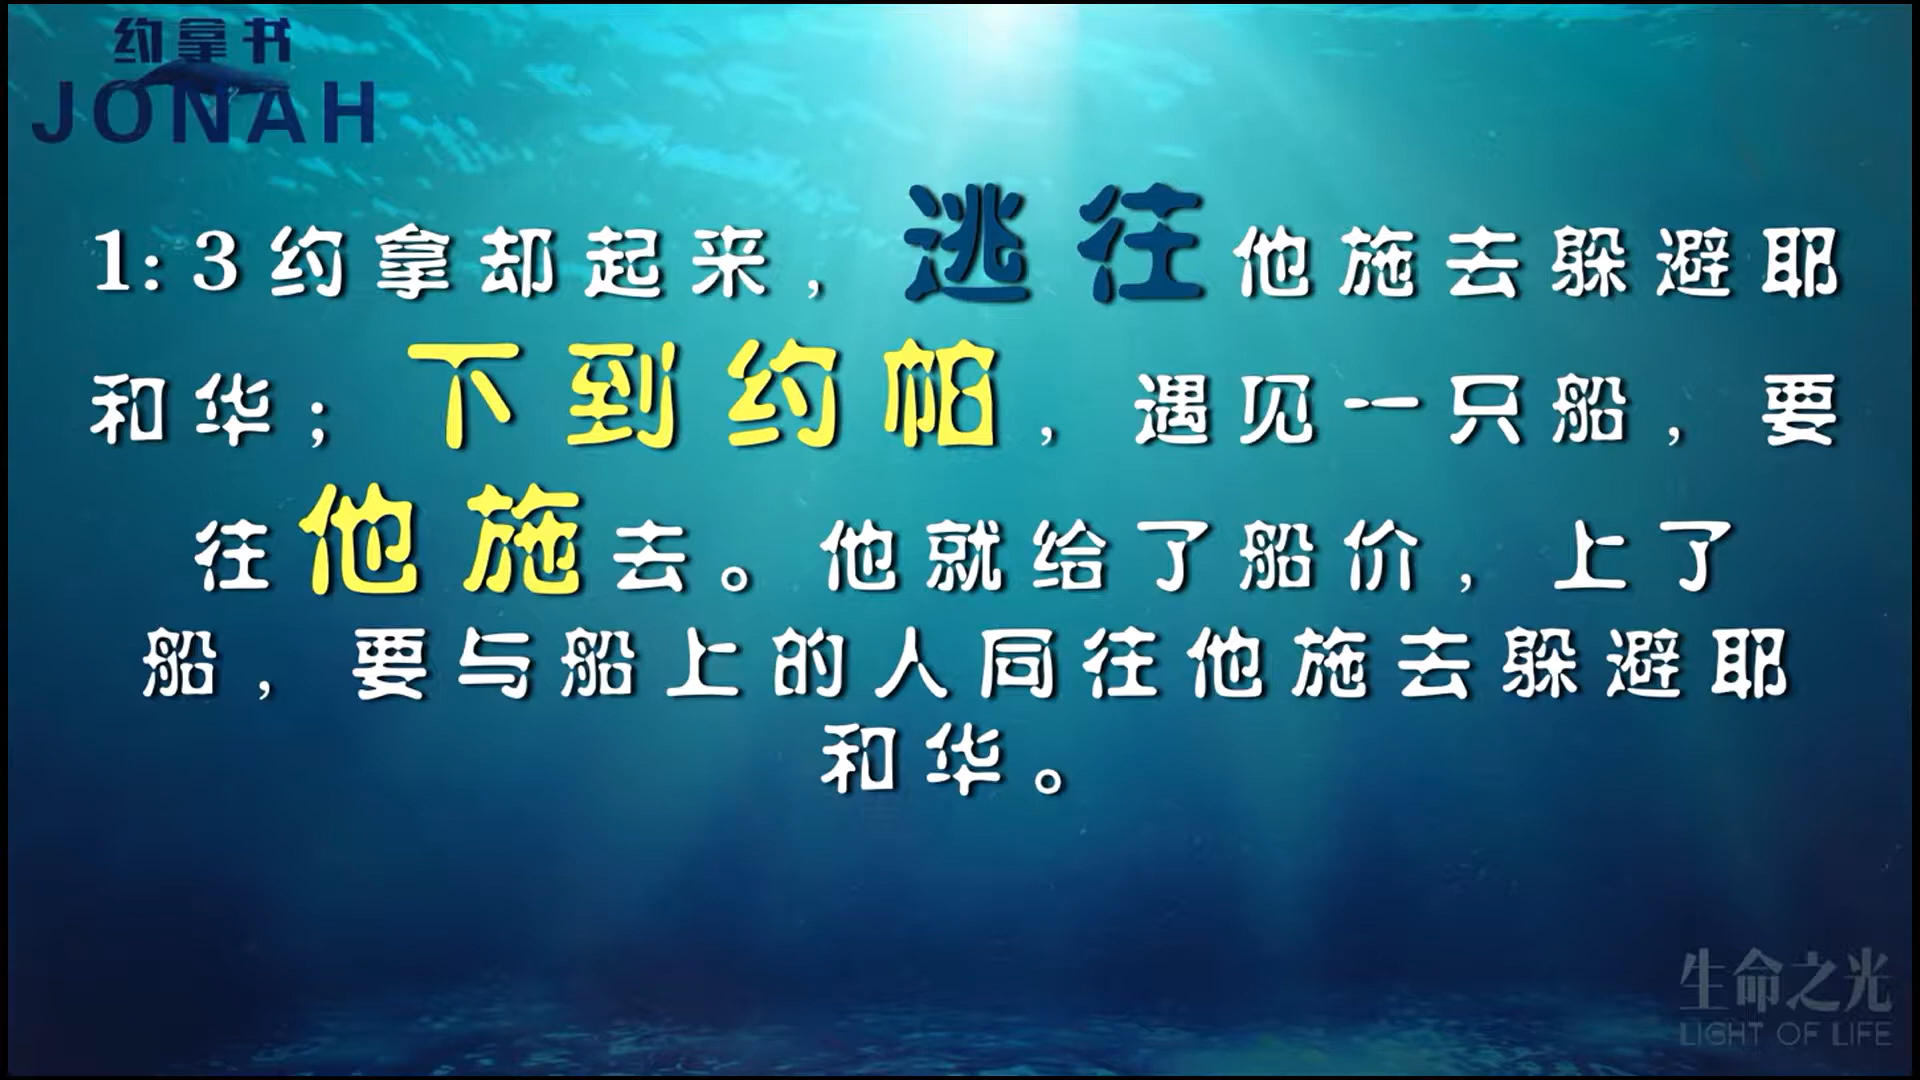 约拿书
JONAH
1:3约拿却起来，逃往他施去躲避耶
和华；下到约帕，遇见一只船，要
往他施去。他就给了船价，上了
船，要与船上的人同往他施去躲避耶
和华。
生命之光
LIGHT OF LIFE